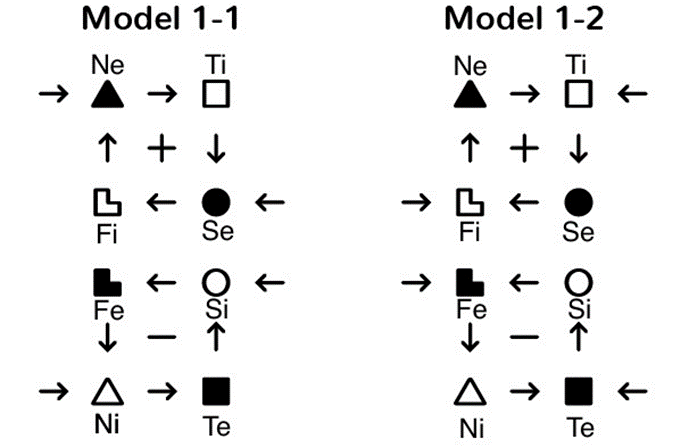 Model 1-1 Model 1-2
Ne Ti Ne Ti
→ → → ←
↑ + ↓ ↑ + ↓
← ← → ←
Fi Se Fi Se
← ← → ←
Fe Si Fe Si
↓ — ↑ ↓ — ↑
→ → → ←
Ni Te Ni Te